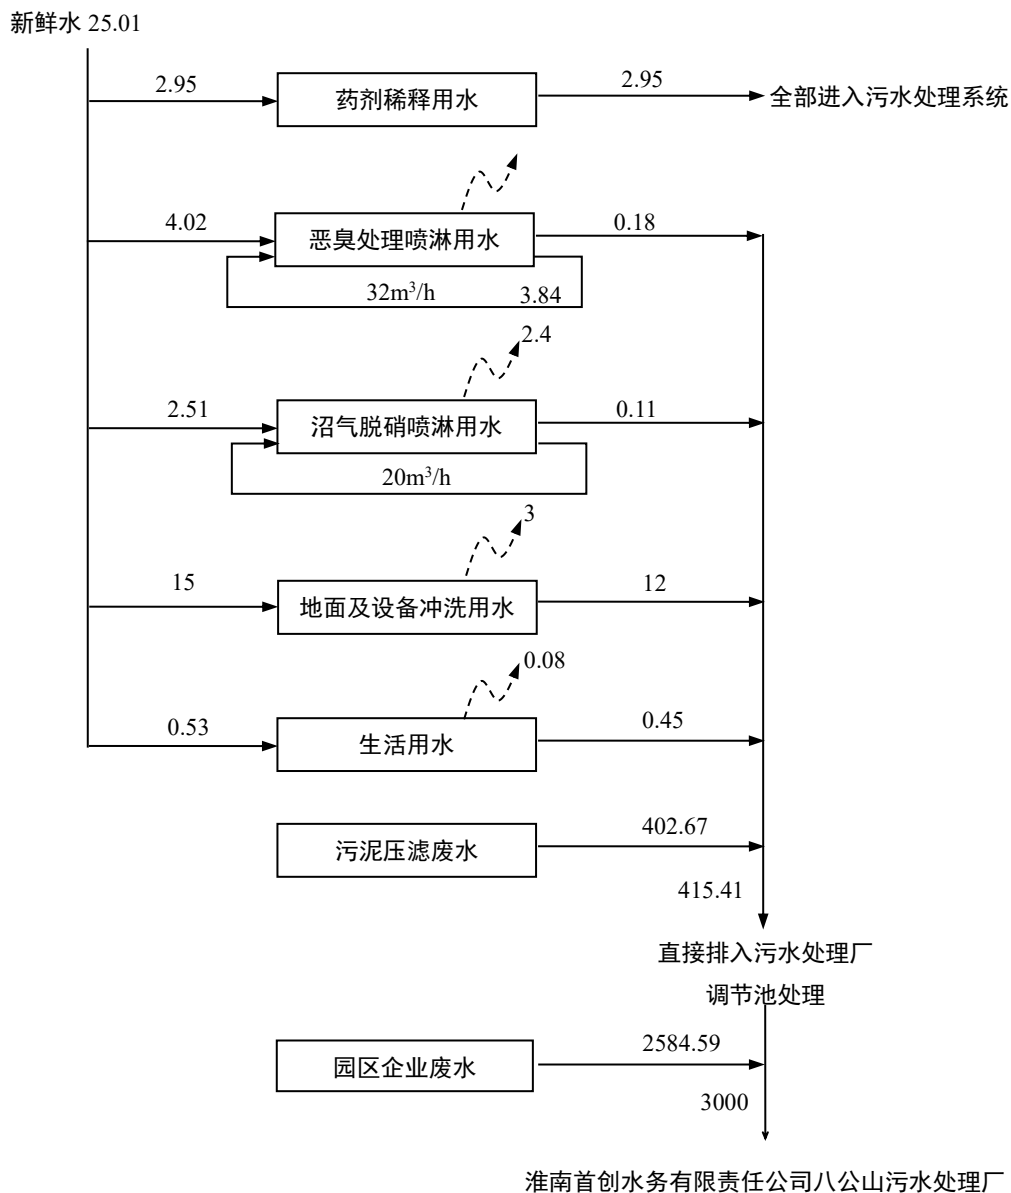 新鲜水 25.01
2.95
药剂稀释用水
2.95
全部进入污水处理系统
4.02
恶臭处理喷淋用水
0.18
32m³/h
3.84
2.4
2.51
沼气脱硝喷淋用水
0.11
20m³/h
3
15
地面及设备冲洗用水
12
0.08
0.53
生活用水
0.45
污泥压滤废水
402.67
415.41
直接排入污水处理厂
调节池处理
园区企业废水
2584.59
3000
淮南首创水务有限责任公司八公山污水处理厂